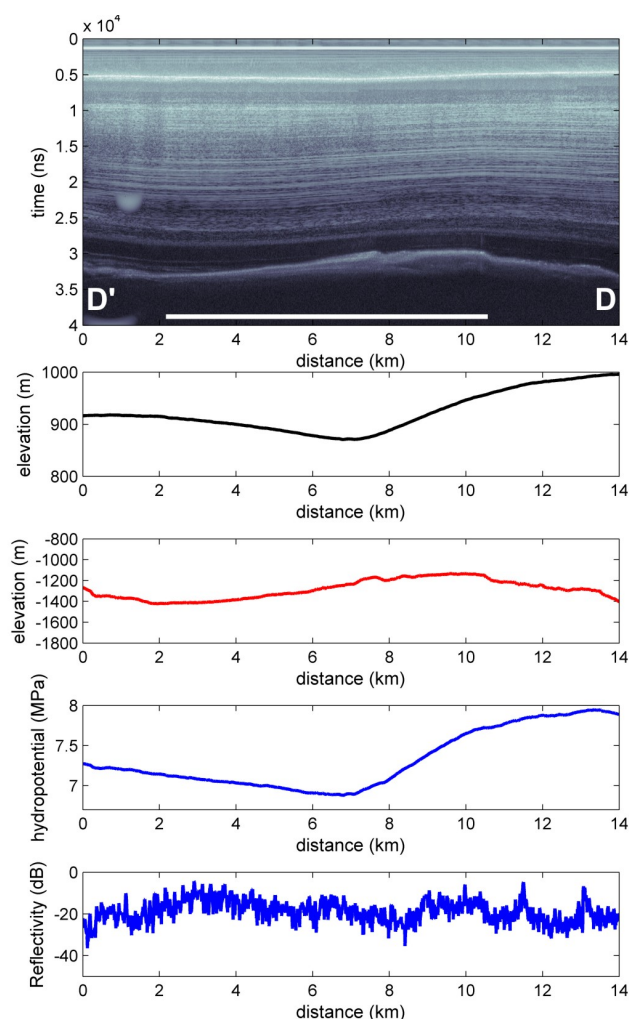 x 10⁴
0
0.5
1
1.5
2
2.5
3
3.5
4
time (ns)
D' D
0 2 4 6 8 10 12 14
distance (km)
1000
900
800
elevation (m)
0 2 4 6 8 10 12 14
distance (km)
-800
-1000
-1200
-1400
-1600
-1800
elevation (m)
0 2 4 6 8 10 12 14
distance (km)
8
7.5
7
hydropotential (MPa)
0 2 4 6 8 10 12 14
distance (km)
0
-20
-40
Reflectivity (dB)
0 2 4 6 8 10 12 14
distance (km)